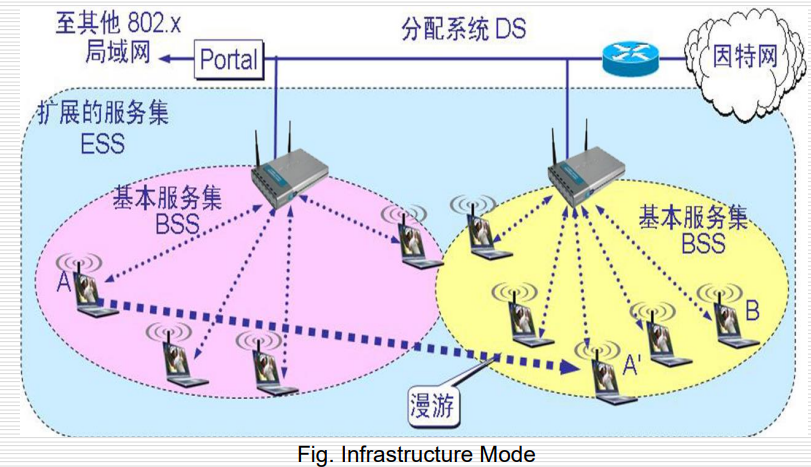 至其他 802.x
局域网
Portal
分配系统 DS
因特网
扩展的服务集
ESS
基本服务集
BSS
基本服务集
BSS
A
B
A'
漫游
Fig. Infrastructure Mode